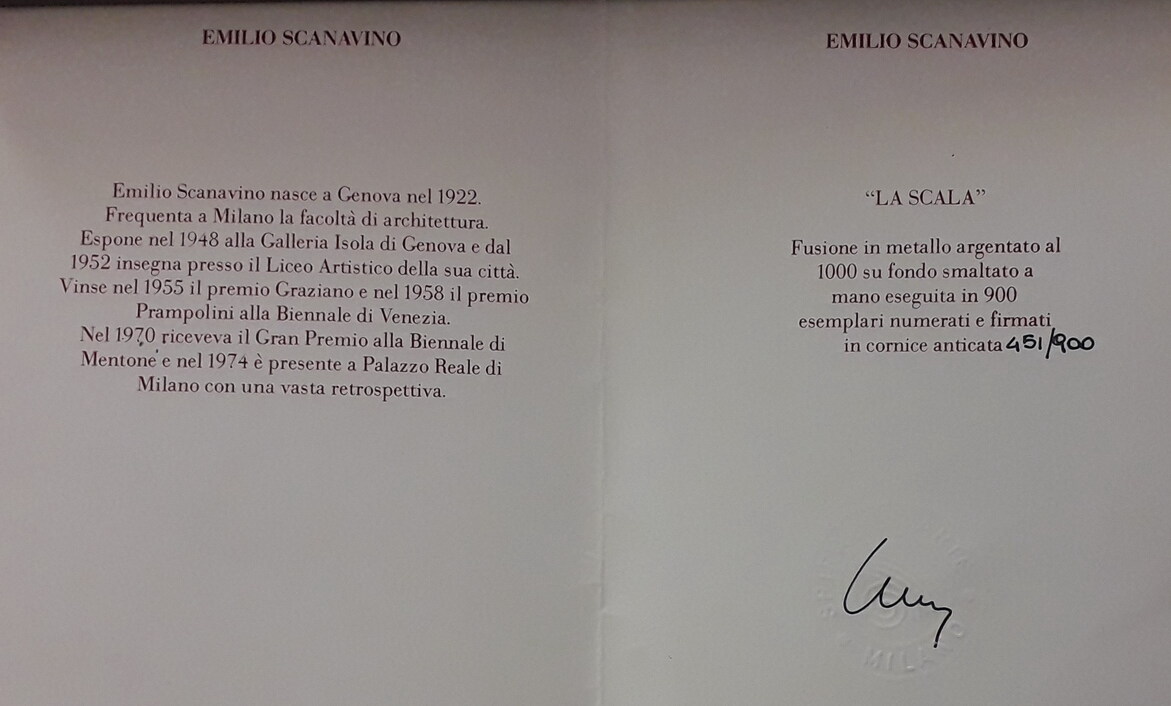 EMILIO SCANAVINO
Emilio Scanavino nasce a Genova nel 1922.
Frequenta a Milano la facoltà di architettura.
Espone nel 1948 alla Galleria Isola di Genova e dal
1952 insegna presso il Liceo Artistico della sua città.
Vinse nel 1955 il premio Graziano e nel 1958 il premio
Prampolini alla Biennale di Venezia.
Nel 1970 riceveva il Gran Premio alla Biennale di
Mentone e nel 1974 è presente a Palazzo Reale di
Milano con una vasta retrospettiva.
EMILIO SCANAVINO
“LA SCALA”
Fusione in metallo argentato al
1000 su fondo smaltato a
mano eseguita in 900
esemplari numerati e firmati
in cornice anticata 451/900
MILANO